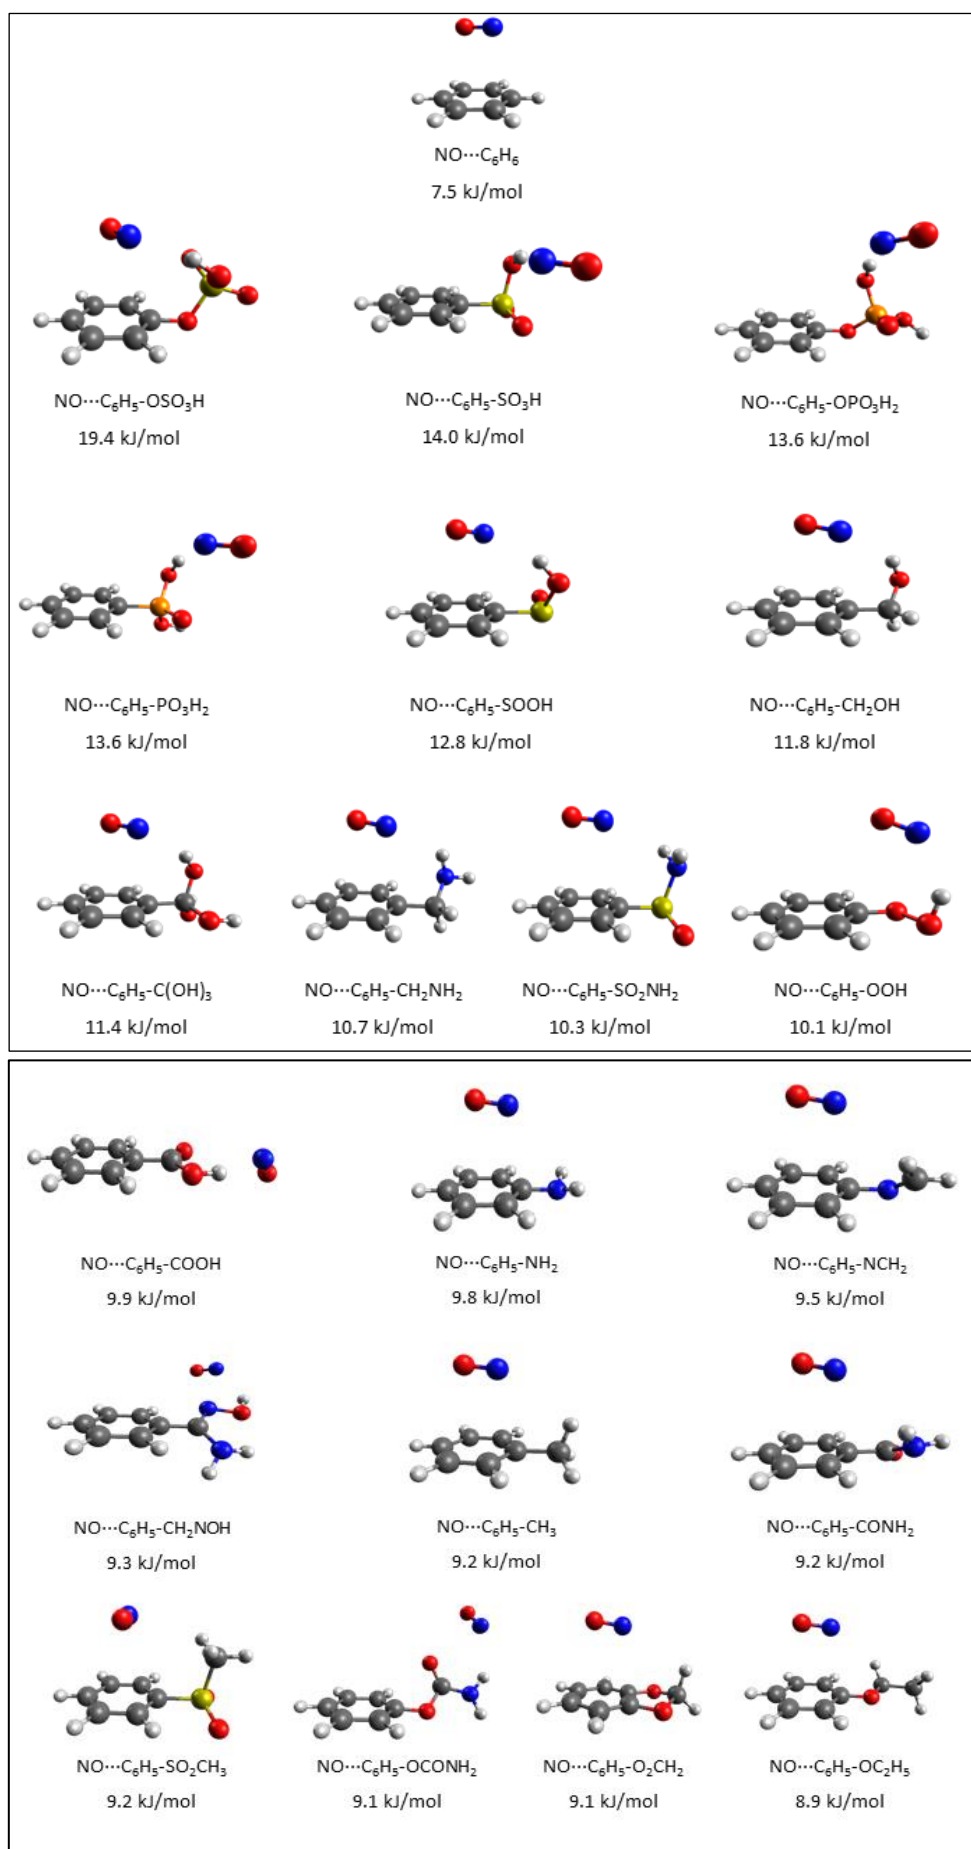 NO···C₆H₆
7.5 kJ/mol
NO···C₆H₅-OSO₃H
19.4 kJ/mol
NO···C₆H₅-SO₃H
14.0 kJ/mol
NO···C₆H₅-OPO₃H₂
13.6 kJ/mol
NO···C₆H₅-PO₃H₂
13.6 kJ/mol
NO···C₆H₅-SOOH
12.8 kJ/mol
NO···C₆H₅-CH₂OH
11.8 kJ/mol
NO···C₆H₅-C(OH)₃
11.4 kJ/mol
NO···C₆H₅-CH₂NH₂
10.7 kJ/mol
NO···C₆H₅-SO₂NH₂
10.3 kJ/mol
NO···C₆H₅-OOH
10.1 kJ/mol
NO···C₆H₅-COOH
9.9 kJ/mol
NO···C₆H₅-NH₂
9.8 kJ/mol
NO···C₆H₅-NCH₂
9.5 kJ/mol
NO···C₆H₅-CH₂NOH
9.3 kJ/mol
NO···C₆H₅-CH₃
9.2 kJ/mol
NO···C₆H₅-CONH₂
9.2 kJ/mol
NO···C₆H₅-SO₂CH₃
9.2 kJ/mol
NO···C₆H₅-OCONH₂
9.1 kJ/mol
NO···C₆H₅-O₂CH₂
9.1 kJ/mol
NO···C₆H₅-OC₂H₅
8.9 kJ/mol